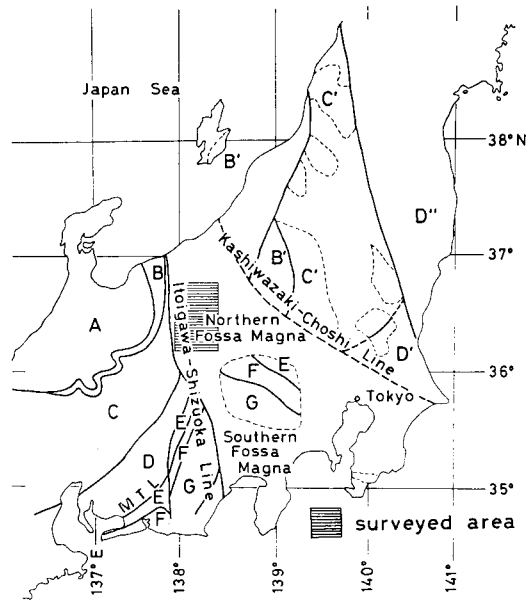 Japan Sea
C'
38°N
B'
D"
37°
B
B'
C'
Kashiwazaki-Choshi Line
A
Itoigawa-Shizuoka Line
Northern
Fossa Magna
D'
36°
E
F
C
G
Tokyo
E
F
Southern
Fossa
Magna
D
G
M.T.L.
E
35°
F
surveyed area
137°E
138°
139°
140°
141°